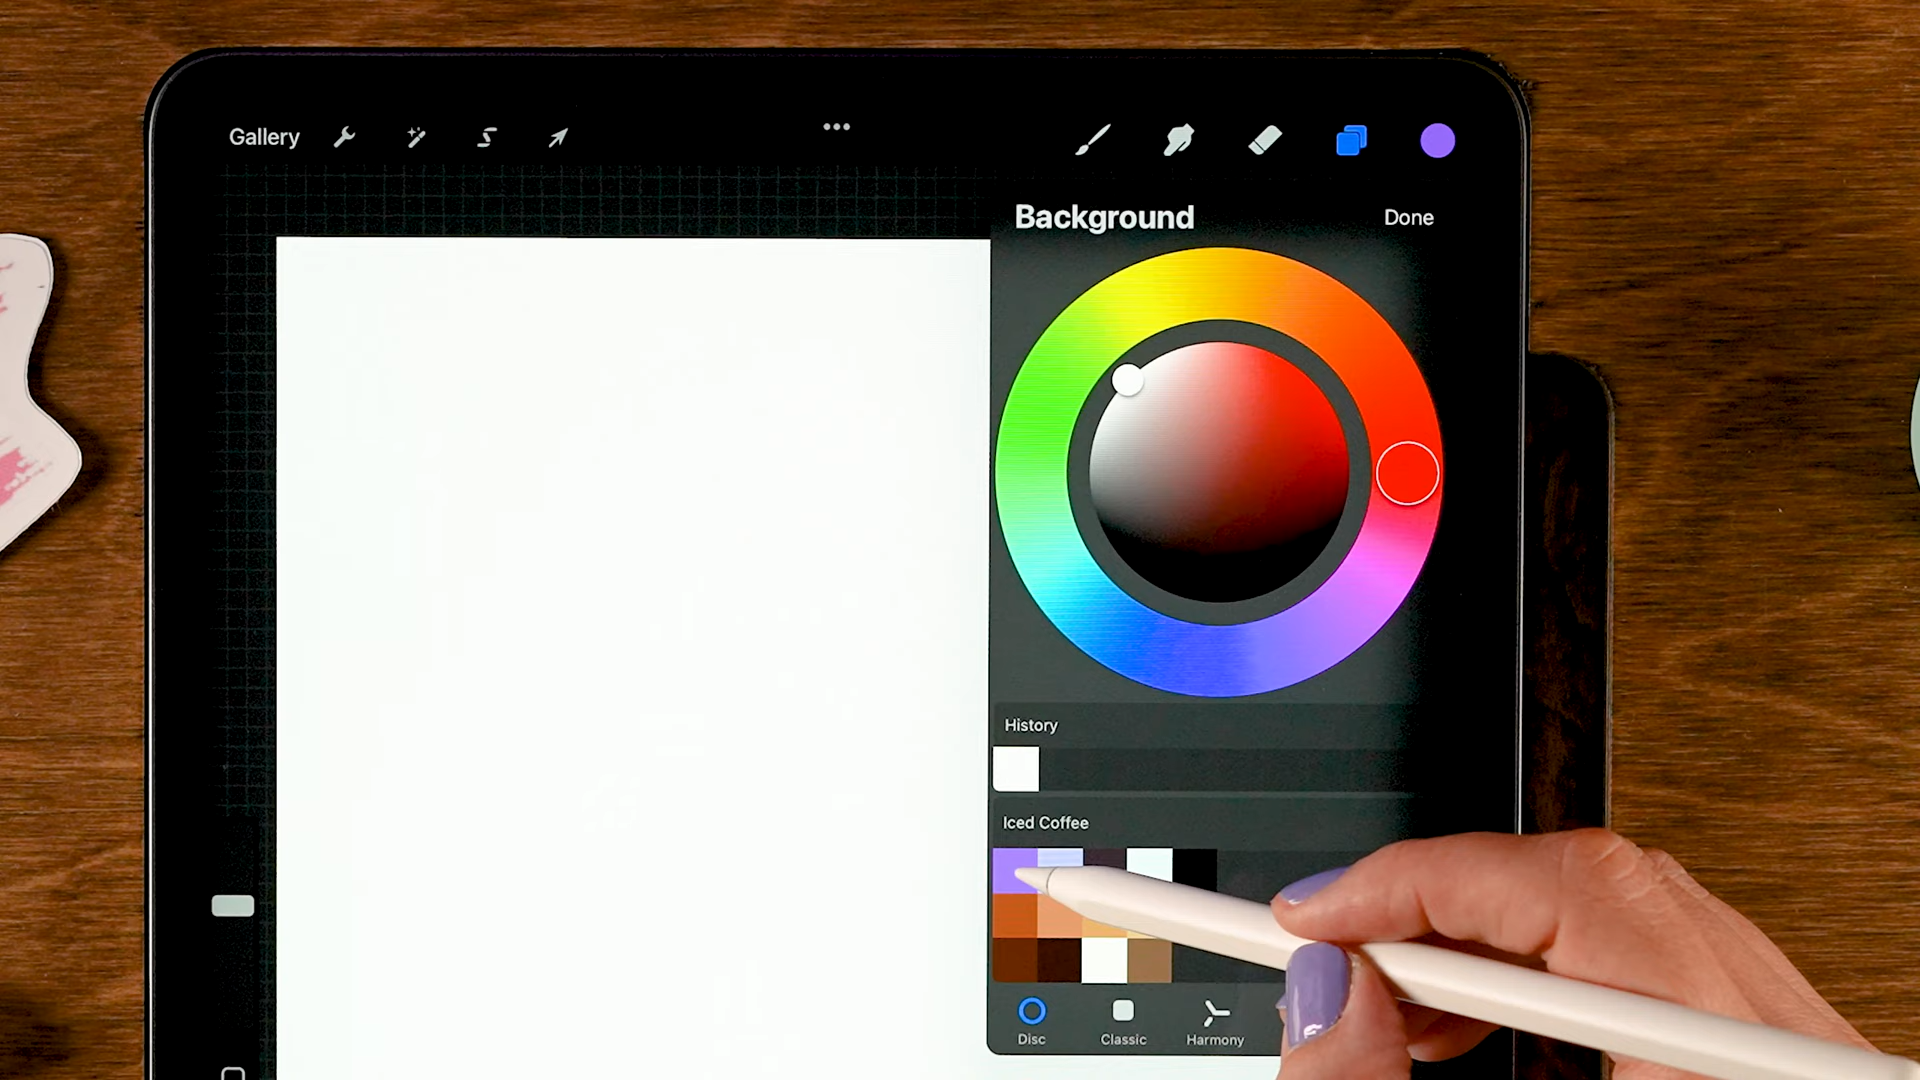 Gallery
Background
Done
History
Iced Coffee
Disc
Classic
Harmony